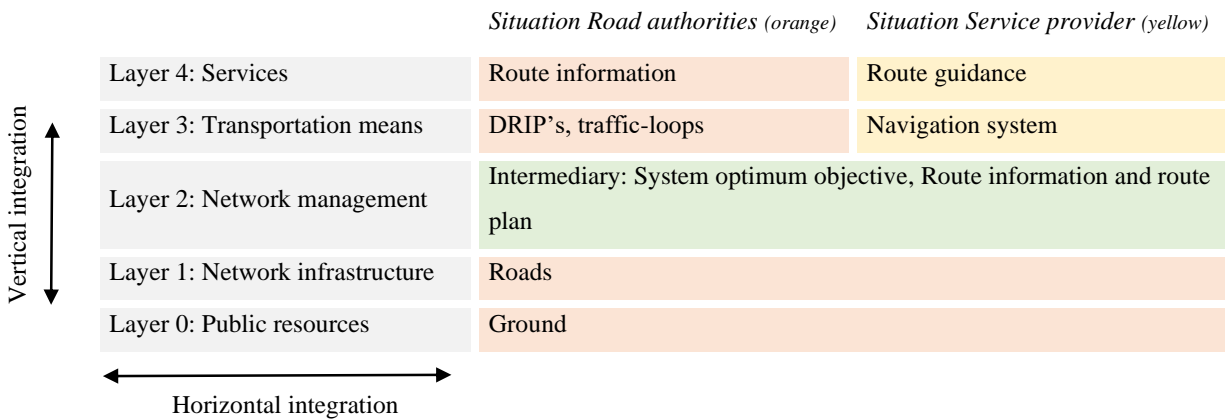 Situation Road authorities (orange)
Situation Service provider (yellow)
Layer 4: Services
Route information
Route guidance
Layer 3: Transportation means
DRIP’s, traffic-loops
Navigation system
Layer 2: Network management
Intermediary: System optimum objective, Route information and route
plan
Layer 1: Network infrastructure
Roads
Layer 0: Public resources
Ground
Vertical integration
Horizontal integration